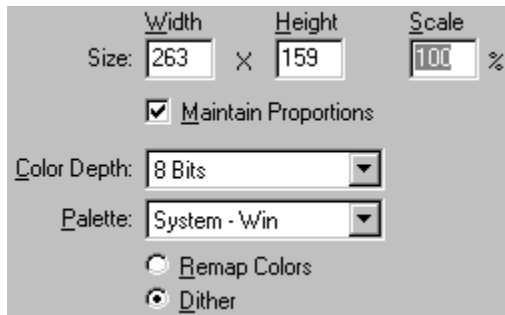 Width Height Scale
Size: 263 X 159 100 %
Maintain Proportions
Color Depth: 8 Bits
Palette: System - Win
Remap Colors
Dither